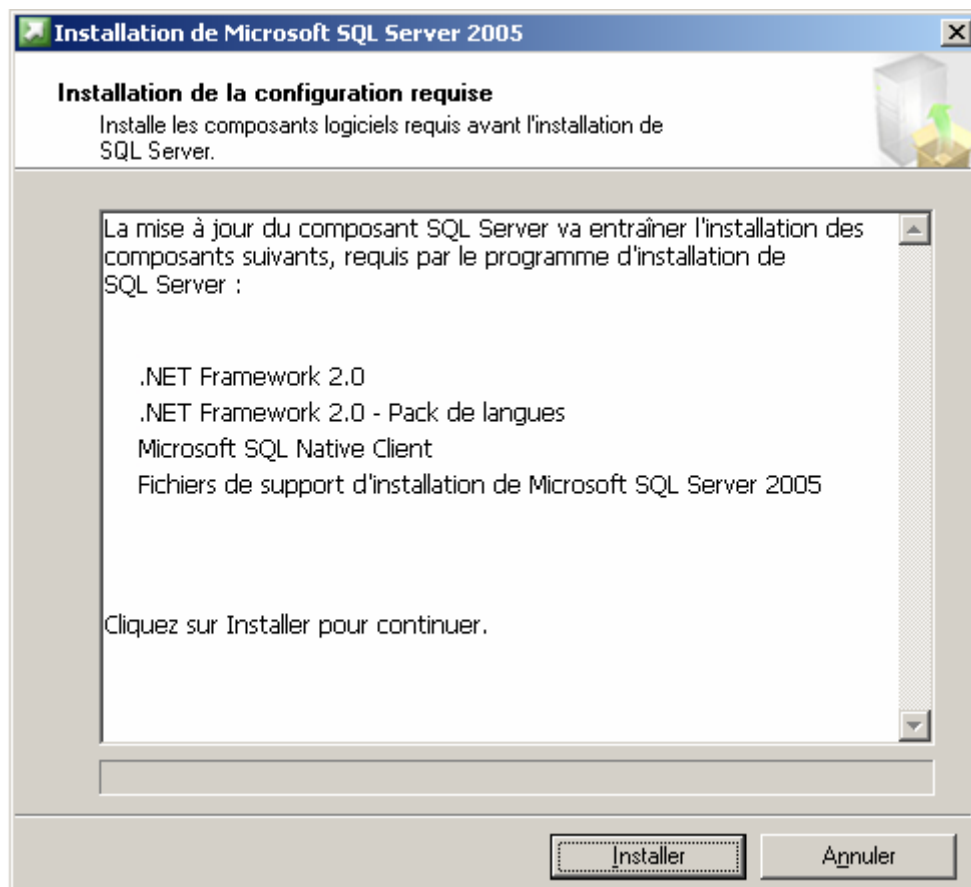 Installation de Microsoft SQL Server 2005
Installation de la configuration requise
Installe les composants logiciels requis avant l'installation de
SQL Server.
La mise à jour du composant SQL Server va entraîner l'installation des
composants suivants, requis par le programme d'installation de
SQL Server :
.NET Framework 2.0
.NET Framework 2.0 - Pack de langues
Microsoft SQL Native Client
Fichiers de support d'installation de Microsoft SQL Server 2005
Cliquez sur Installer pour continuer.
Installer
Annuler